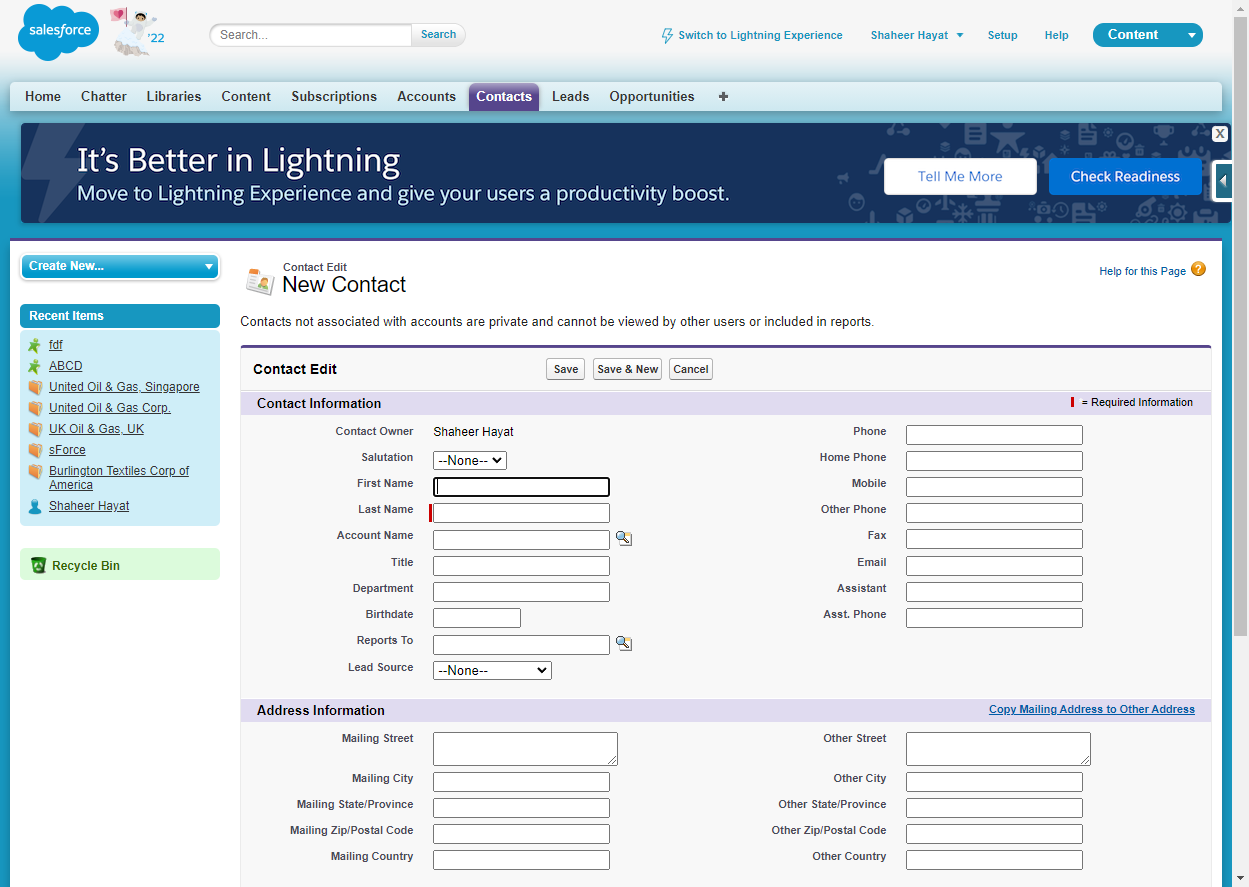 salesforce
'22
Search...
Search
Switch to Lightning Experience
Shaheer Hayat
Setup
Help
Content
Home
Chatter
Libraries
Content
Subscriptions
Accounts
Contacts
Leads
Opportunities
+
It's Better in Lightning
Move to Lightning Experience and give your users a productivity boost.
Tell Me More
Check Readiness
X
Create New...
Recent Items
fdf
ABCD
United Oil & Gas, Singapore
United Oil & Gas Corp.
UK Oil & Gas, UK
sForce
Burlington Textiles Corp of
America
Shaheer Hayat
Recycle Bin
Contact Edit
New Contact
Help for this Page ?
Contacts not associated with accounts are private and cannot be viewed by other users or included in reports.
Contact Edit
Save
Save & New
Cancel
Contact Information
= Required Information
Contact Owner Shaheer Hayat
Phone
Salutation --None--
Home Phone
First Name
Mobile
Last Name
Other Phone
Account Name
Fax
Title
Email
Department
Assistant
Birthdate
Asst. Phone
Reports To
Lead Source --None--
Address Information
Copy Mailing Address to Other Address
Mailing Street
Other Street
Mailing City
Other City
Mailing State/Province
Other State/Province
Mailing Zip/Postal Code
Other Zip/Postal Code
Mailing Country
Other Country